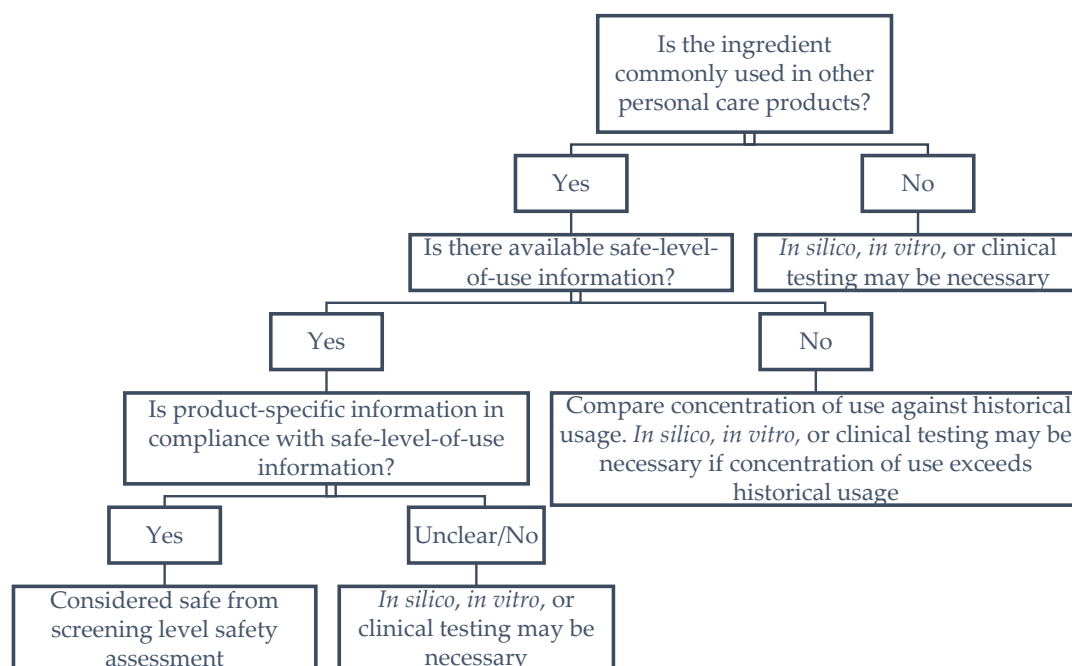 Is the ingredient
commonly used in other
personal care products?
Yes
No
Is there available safe-level-
of-use information?
In silico, in vitro, or clinical
testing may be necessary
Yes
No
Is product-specific information in
compliance with safe-level-of-use
information?
Compare concentration of use against historical
usage. In silico, in vitro, or clinical testing may be
necessary if concentration of use exceeds
historical usage
Yes
Unclear/No
Considered safe from
screening level safety
assessment
In silico, in vitro, or
clinical testing may be
necessary